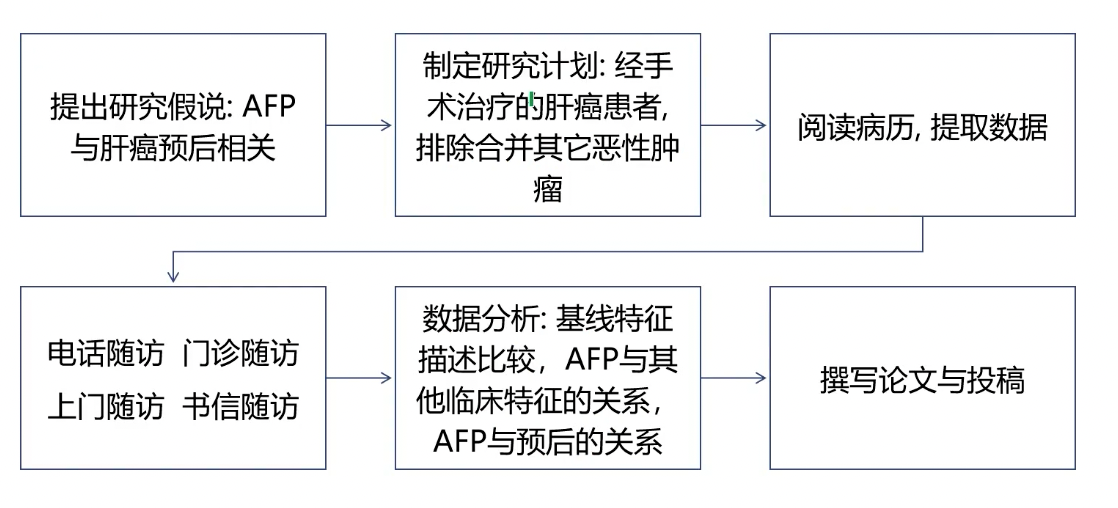 提出研究假说: AFP
与肝癌预后相关
制定研究计划: 经手
术治疗的肝癌患者,
排除合并其它恶性肿
瘤
阅读病历, 提取数据
电话随访 门诊随访
上门随访 书信随访
数据分析: 基线特征
描述比较，AFP与其
他临床特征的关系，
AFP与预后的关系
撰写论文与投稿